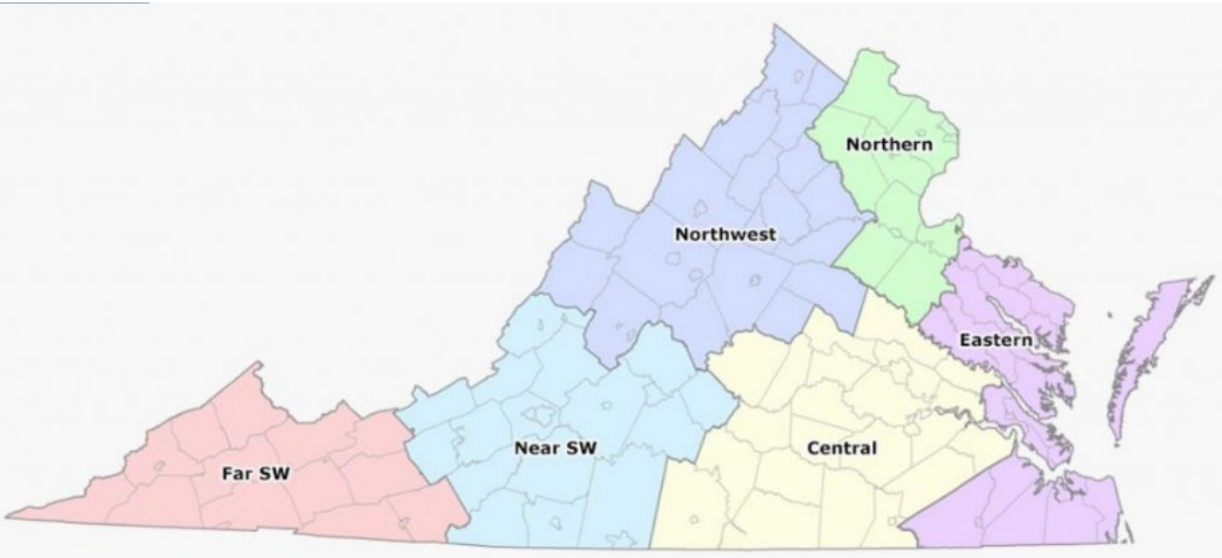 Northern
Northwest
Eastern
Near SW
Central
Far SW